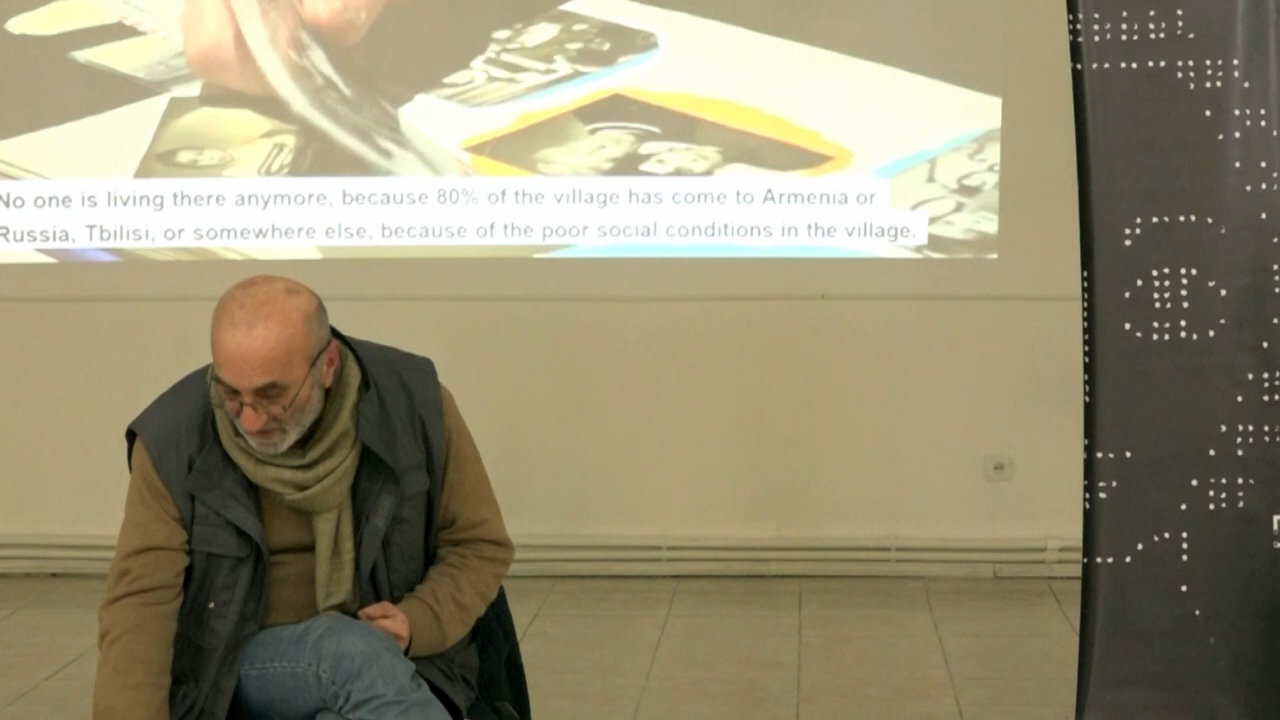 No one is living there anymore, because 80% of the village has come to Armenia or
Russia, Tbilisi, or somewhere else, because of the poor social conditions in the village.